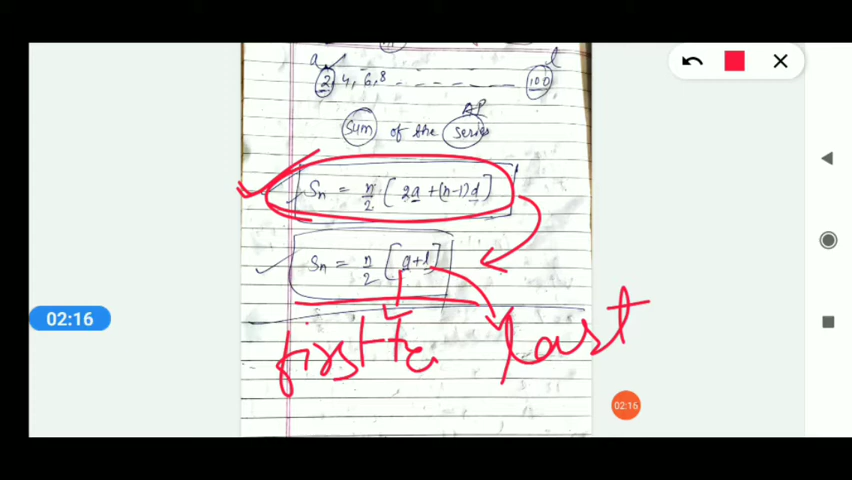 a l
2, 4, 6, 8 - - - - - - - - 100
AP
Sum of the series
Sn = n/2 [ 2a + (n-1)d ]
02:16
Sn = n/2 [a+l]
first te last
02:16